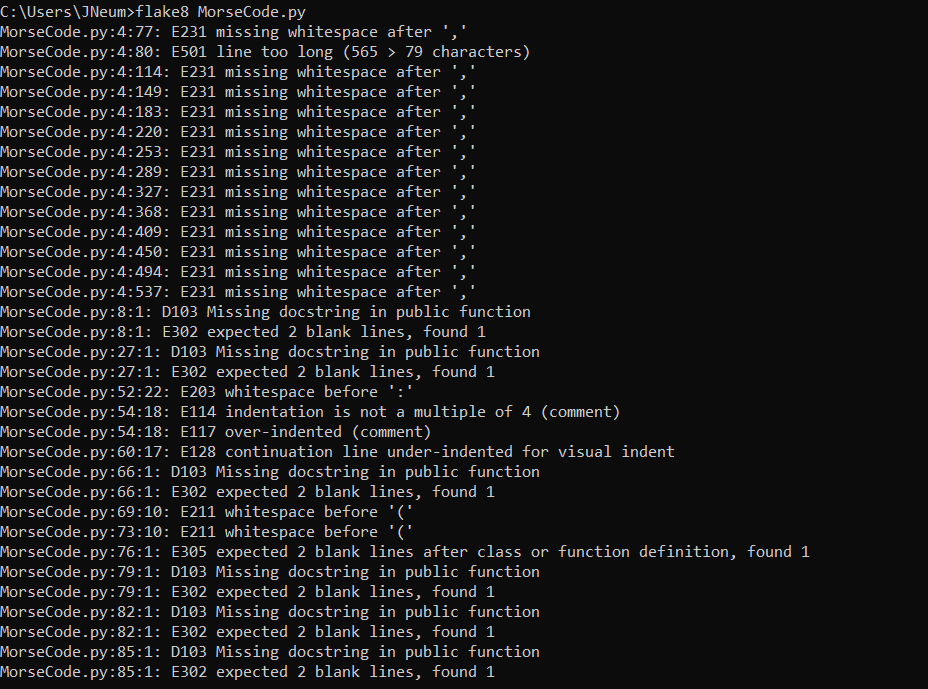 C:\Users\JNeum>flake8 MorseCode.py
MorseCode.py:4:77: E231 missing whitespace after ','
MorseCode.py:4:80: E501 line too long (565 > 79 characters)
MorseCode.py:4:114: E231 missing whitespace after ','
MorseCode.py:4:149: E231 missing whitespace after ','
MorseCode.py:4:183: E231 missing whitespace after ','
MorseCode.py:4:220: E231 missing whitespace after ','
MorseCode.py:4:253: E231 missing whitespace after ','
MorseCode.py:4:289: E231 missing whitespace after ','
MorseCode.py:4:327: E231 missing whitespace after ','
MorseCode.py:4:368: E231 missing whitespace after ','
MorseCode.py:4:409: E231 missing whitespace after ','
MorseCode.py:4:450: E231 missing whitespace after ','
MorseCode.py:4:494: E231 missing whitespace after ','
MorseCode.py:4:537: E231 missing whitespace after ','
MorseCode.py:8:1: D103 Missing docstring in public function
MorseCode.py:8:1: E302 expected 2 blank lines, found 1
MorseCode.py:27:1: D103 Missing docstring in public function
MorseCode.py:27:1: E302 expected 2 blank lines, found 1
MorseCode.py:52:22: E203 whitespace before ':'
MorseCode.py:54:18: E114 indentation is not a multiple of 4 (comment)
MorseCode.py:54:18: E117 over-indented (comment)
MorseCode.py:60:17: E128 continuation line under-indented for visual indent
MorseCode.py:66:1: D103 Missing docstring in public function
MorseCode.py:66:1: E302 expected 2 blank lines, found 1
MorseCode.py:69:10: E211 whitespace before '('
MorseCode.py:73:10: E211 whitespace before '('
MorseCode.py:76:1: E305 expected 2 blank lines after class or function definition, found 1
MorseCode.py:79:1: D103 Missing docstring in public function
MorseCode.py:79:1: E302 expected 2 blank lines, found 1
MorseCode.py:82:1: D103 Missing docstring in public function
MorseCode.py:82:1: E302 expected 2 blank lines, found 1
MorseCode.py:85:1: D103 Missing docstring in public function
MorseCode.py:85:1: E302 expected 2 blank lines, found 1